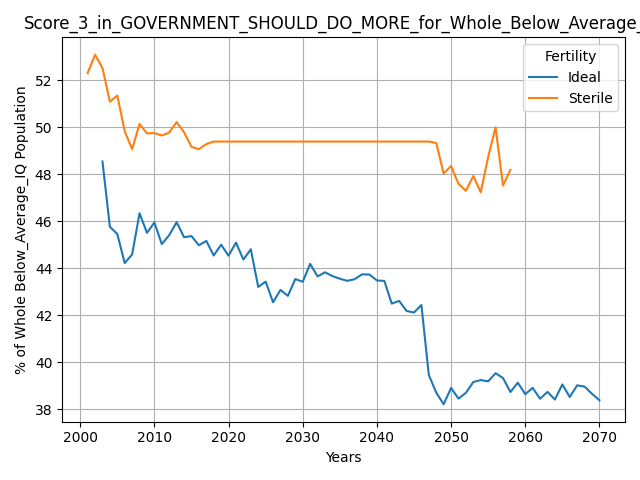 Score_3_in_GOVERNMENT_SHOULD_DO_MORE_for_Whole_Below_Average_
Fertility
Ideal
Sterile
% of Whole Below_Average_IQ Population
52
50
48
46
44
42
40
38
2000
2010
2020
2030
2040
2050
2060
2070
Years